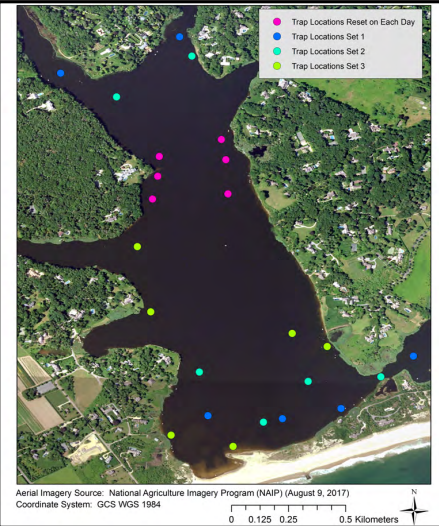 Trap Locations Reset on Each Day
Trap Locations Set 1
Trap Locations Set 2
Trap Locations Set 3
Aerial Imagery Source: National Agriculture Imagery Program (NAIP) (August 9, 2017)
Coordinate System: GCS WGS 1984
0 0.125 0.25 0.5 Kilometers
N